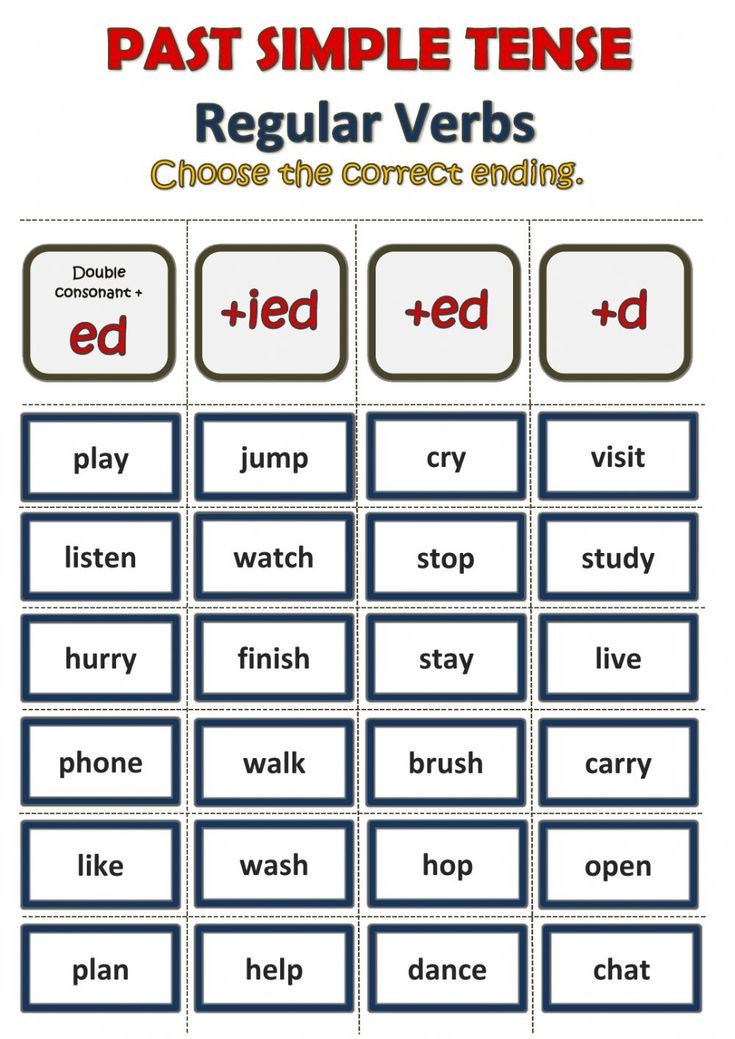 PAST SIMPLE TENSE
Regular Verbs
Choose the correct ending.
Double
consonant +
ed
+ied
+ed
+d
play jump cry visit
listen watch stop study
hurry finish stay live
phone walk brush carry
like wash hop open
plan help dance chat